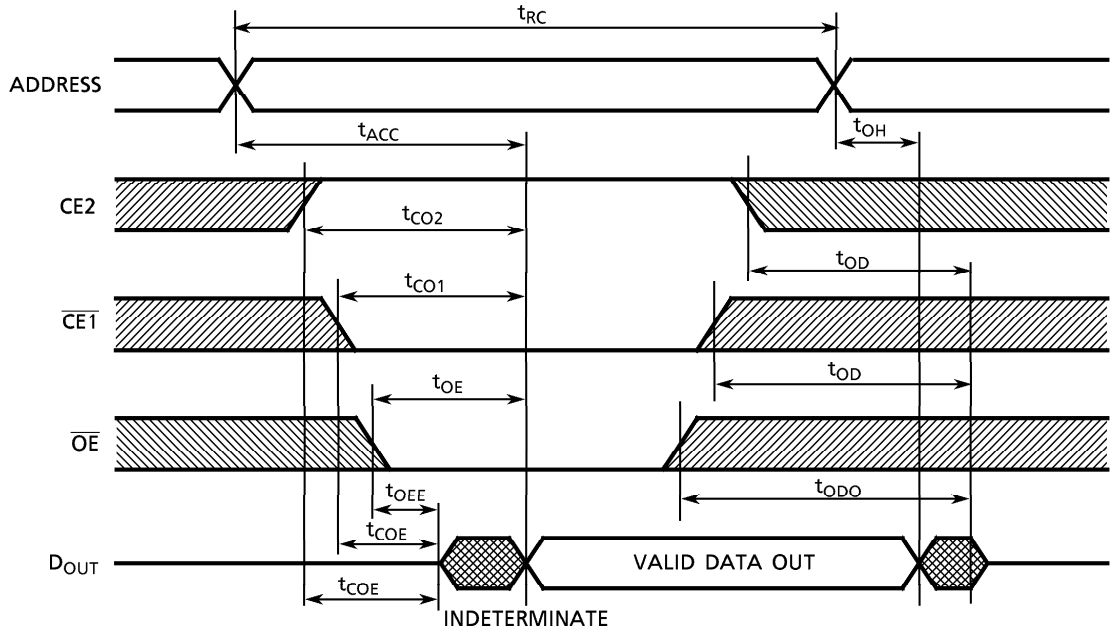 tRC
ADDRESS
tACC
tOH
CE2
tCO2
tOD
tCO1
CE1
tOD
tOE
OE
tODO
tOEE
tCOE
DOUT
VALID DATA OUT
tCOE
INDETERMINATE